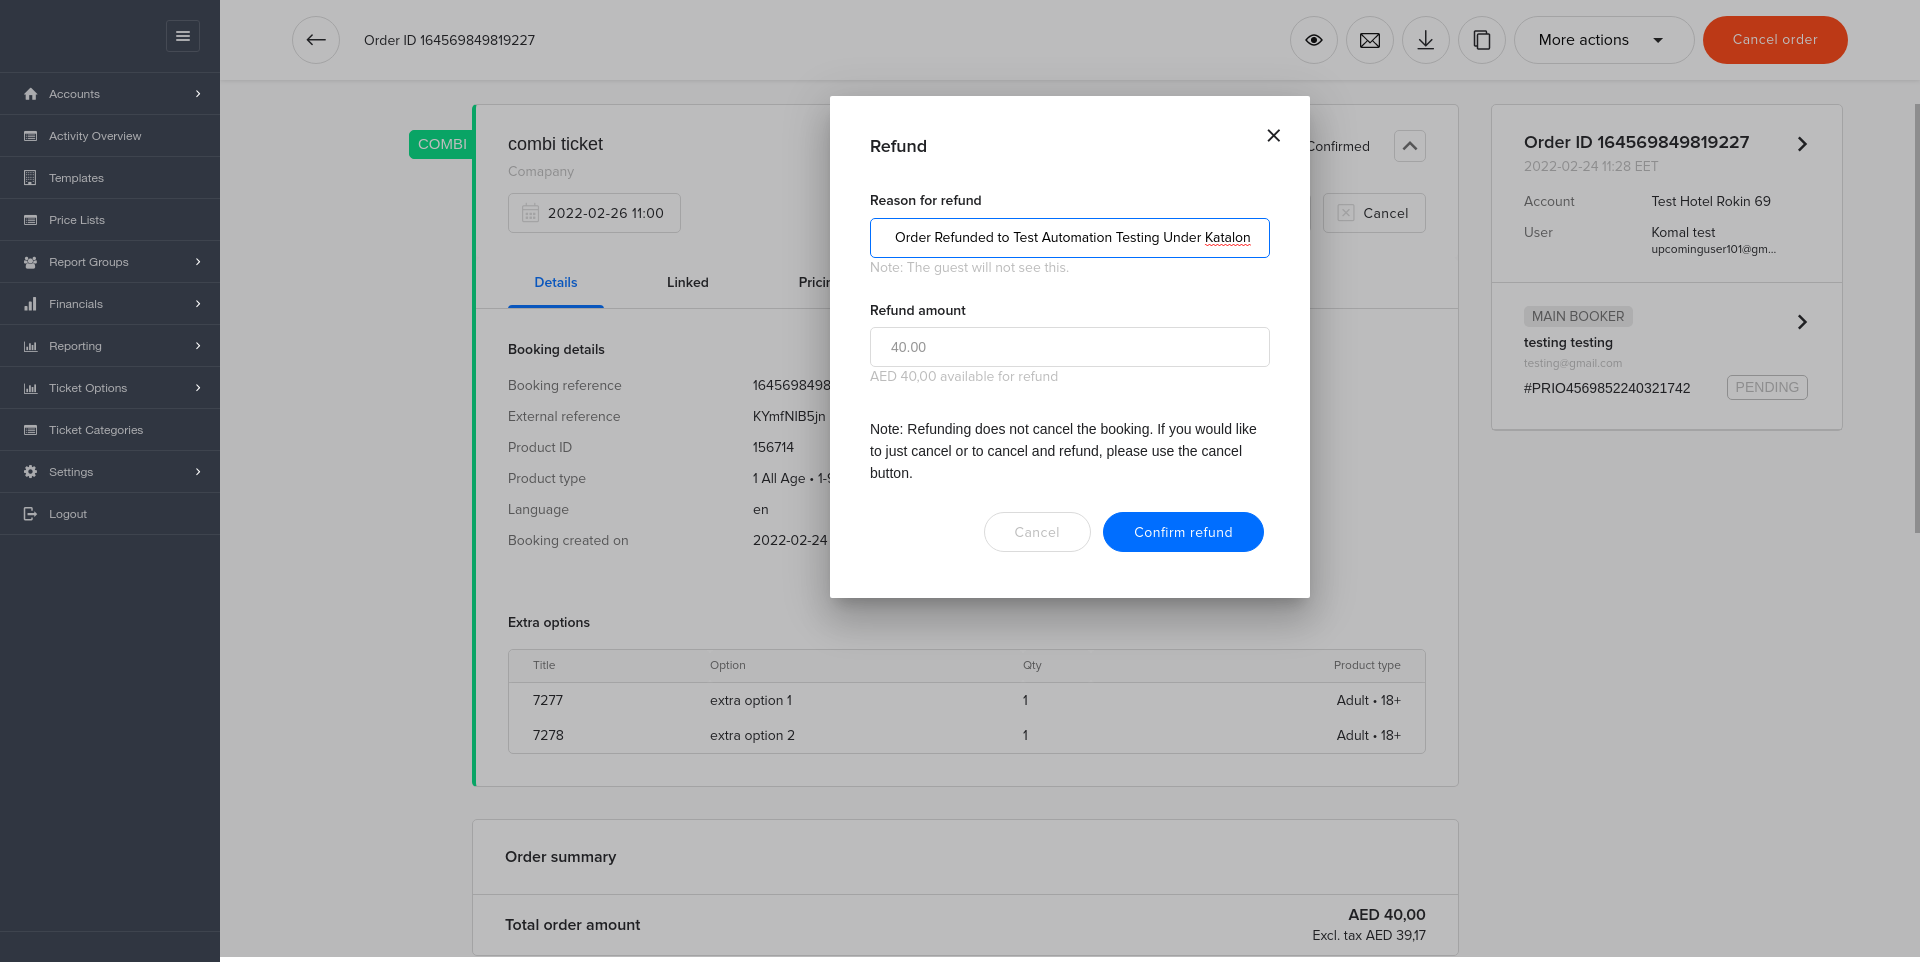 Order ID 164569849819227
More actions
Cancel order
Accounts
Activity Overview
Templates
Price Lists
Report Groups
Financials
Reporting
Ticket Options
Ticket Categories
Settings
Logout
COMBI
combi ticket
Comapany
2022-02-26 11:00
Confirmed
Cancel
Details
Linked
Booking details
Booking reference
1645698498
External reference
KYmfNIB5jn
Product ID
156714
Product type
1 All Age • 1-9
Language
en
Booking created on
2022-02-24
Extra options
Title Option Qty Product type
7277 extra option 1 1 Adult • 18+
7278 extra option 2 1 Adult • 18+
Order summary
Total order amount
AED 40,00
Excl. tax AED 39,17
Refund
Reason for refund
Order Refunded to Test Automation Testing Under Katalon
Note: The guest will not see this.
Refund amount
40.00
AED 40,00 available for refund
Note: Refunding does not cancel the booking. If you would like
to just cancel or to cancel and refund, please use the cancel
button.
Cancel
Confirm refund
Order ID 164569849819227
2022-02-24 11:28 EET
Account
Test Hotel Rokin 69
User
Komal test
upcominguser101@gm...
MAIN BOOKER
testing testing
testing@gmail.com
#PRIO4569852240321742
PENDING